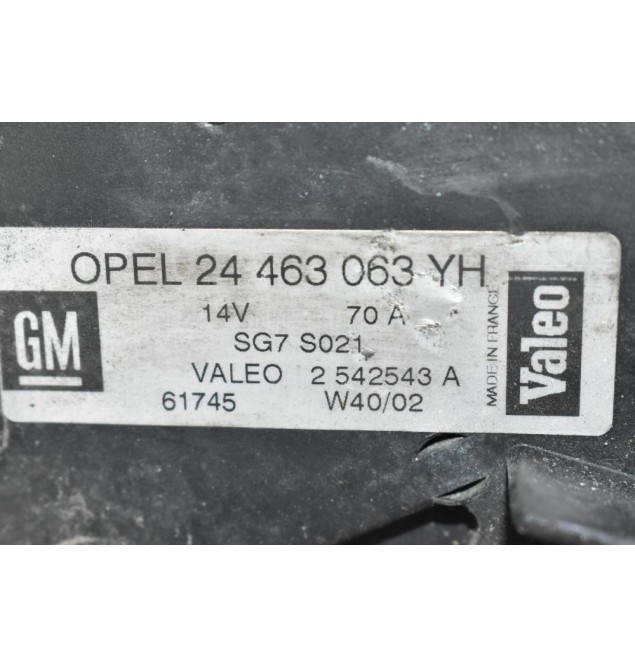 OPEL 24 463 063 YH
14V 70 A
SG7 S021
VALEO 2 542543 A
61745 W40/02
GM
MADE IN FRANCE
Valeo